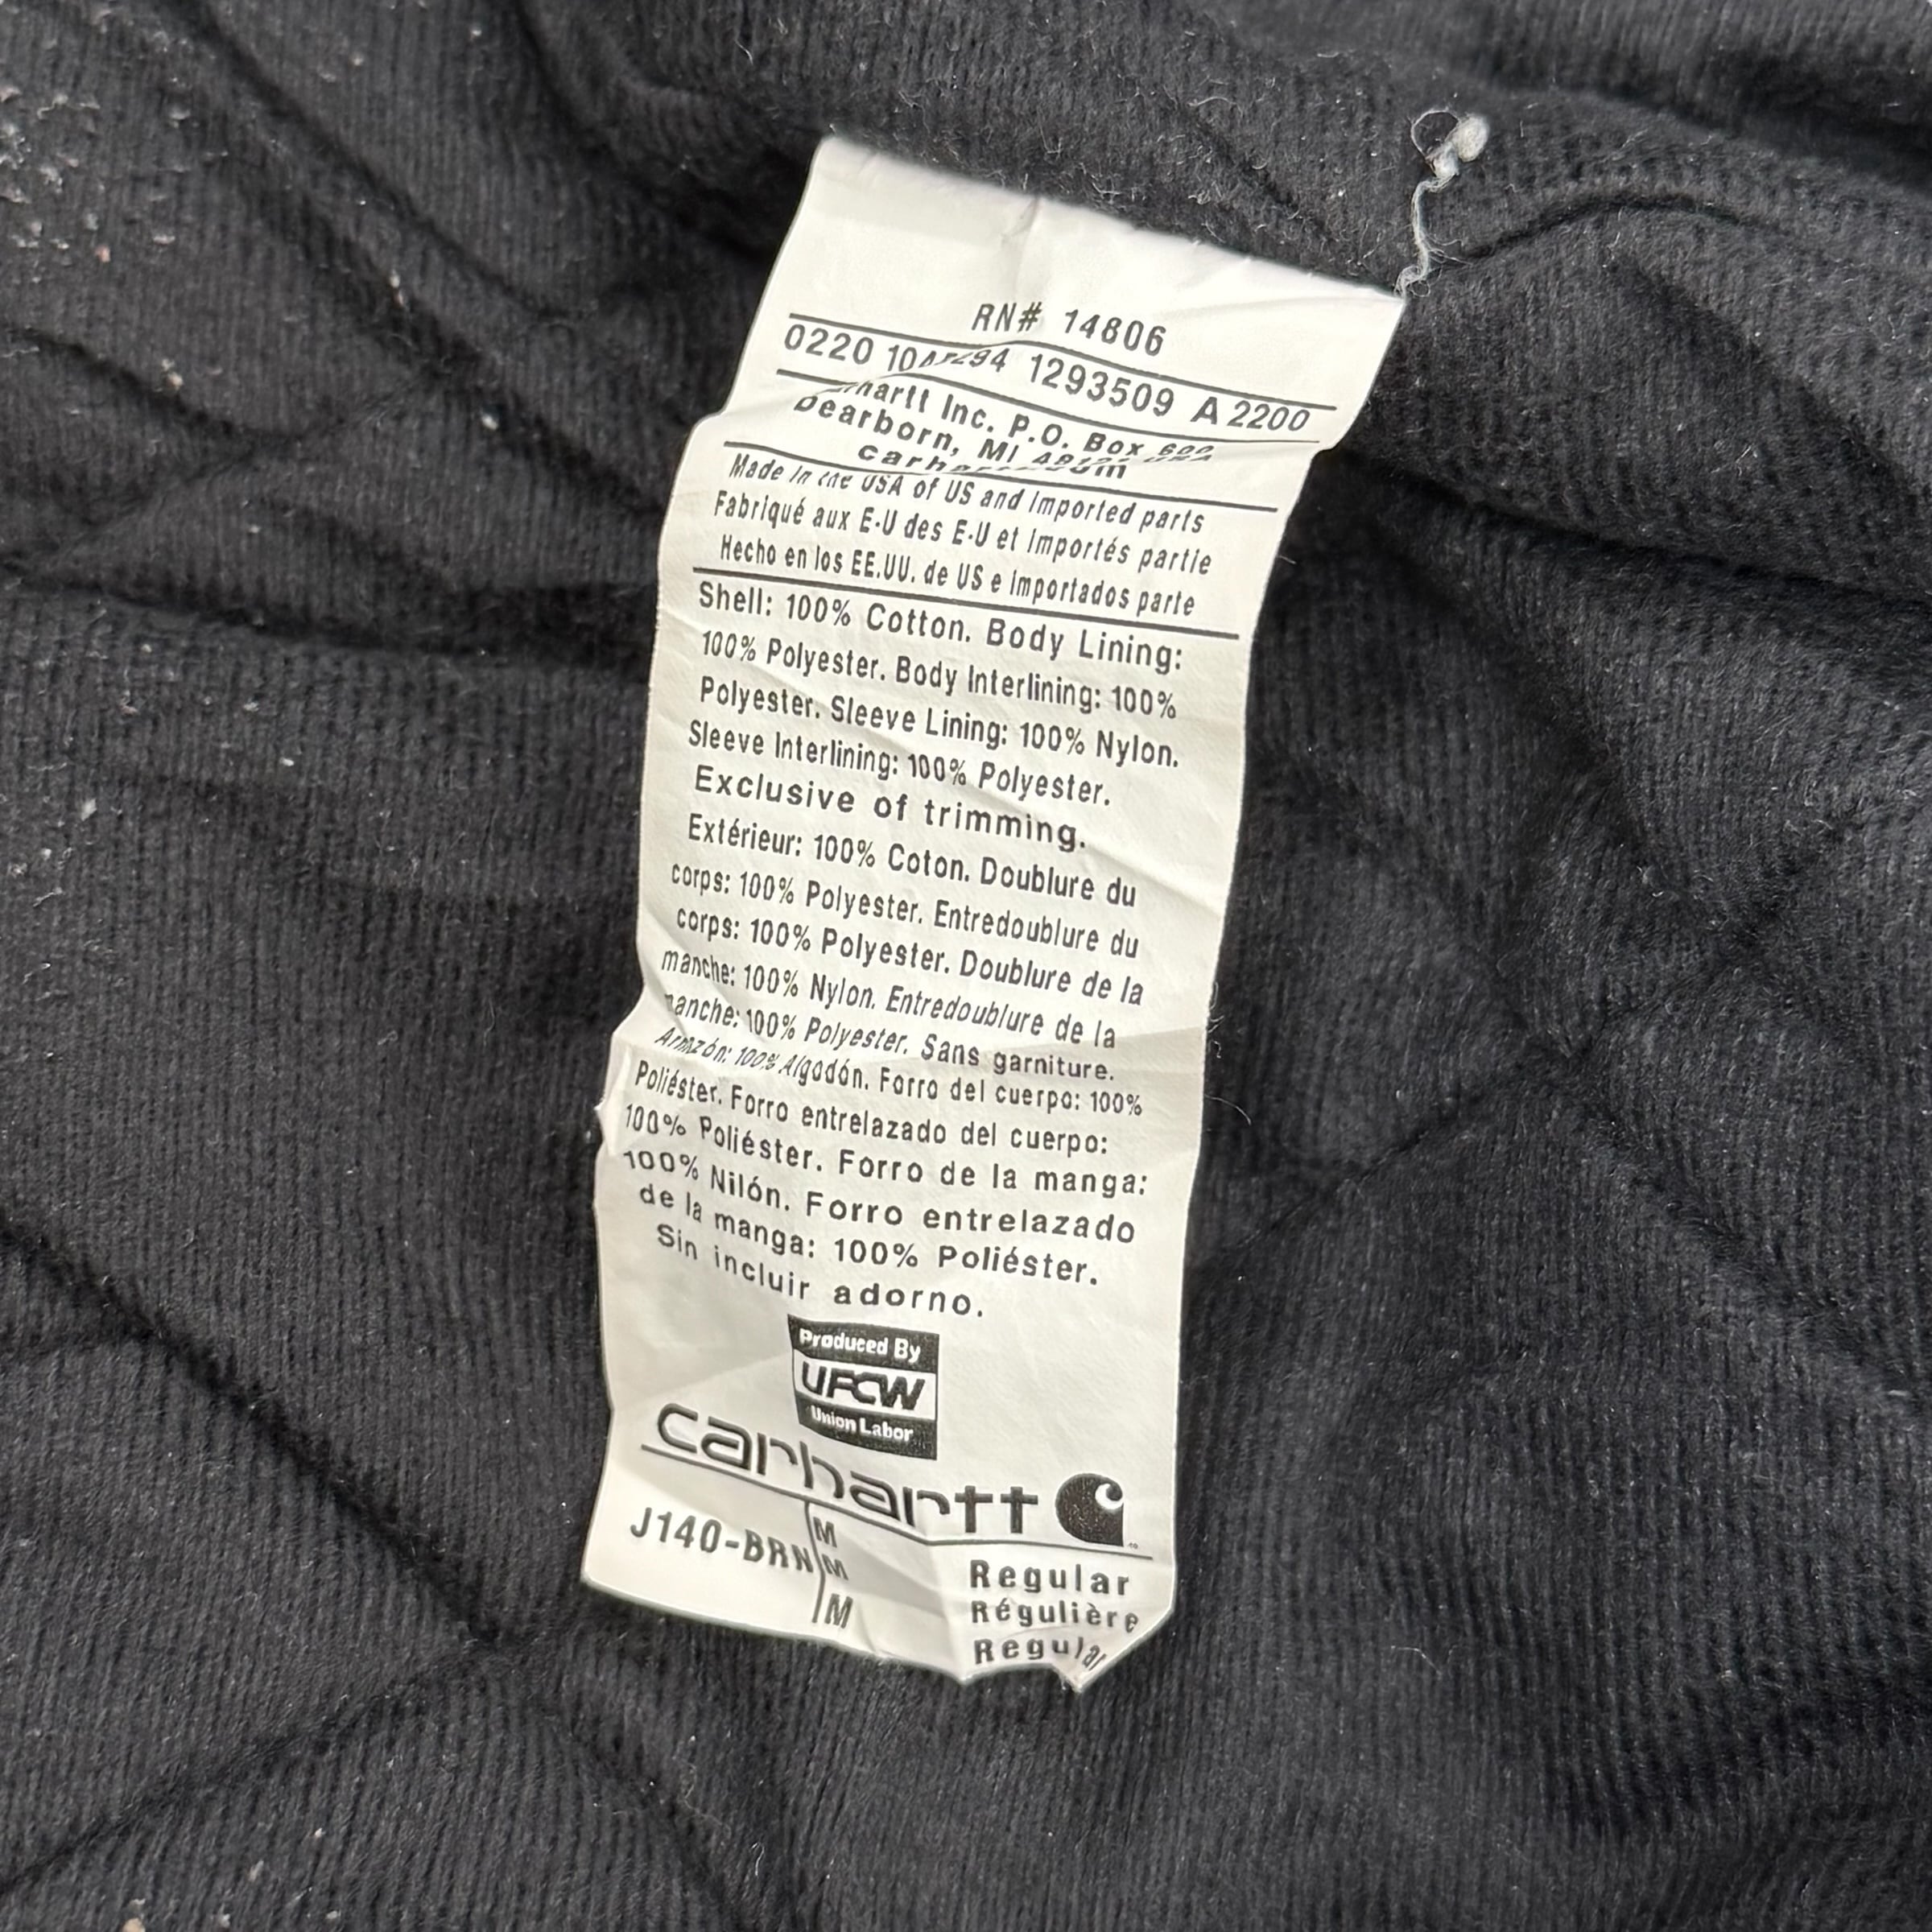 RN# 14806
0220 1293509 A 2200
Inc. P.O. Box
Dearborn, MI
Made in the USA of US and Imported parts
Fabriqué aux E-U des E-U et Importés partie
Hecho en los EE.UU. de US e Importados parte
Shell: 100% Cotton. Body Lining:
100% Polyester. Body Interlining: 100%
Polyester. Sleeve Lining: 100% Nylon.
Sleeve Interlining: 100% Polyester.
Exclusive of trimming.
Extérieur: 100% Coton. Doublure du
corps: 100% Polyester. Entredoublure du
corps: 100% Polyester. Doublure de la
manche: 100% Nylon. Entredoublure de la
manche: 100% Polyester. Sans garniture.
Armazón: 100% Algodón. Forro del cuerpo: 100%
Poliéster. Forro entrelazado del cuerpo:
100% Poliéster. Forro de la manga:
100% Nilón. Forro entrelazado
de la manga: 100% Poliéster.
Sin incluir adorno.
Produced By
UFCW
Union Labor
carhartt
J140-BRN M Regular
M Régulière
M Regular